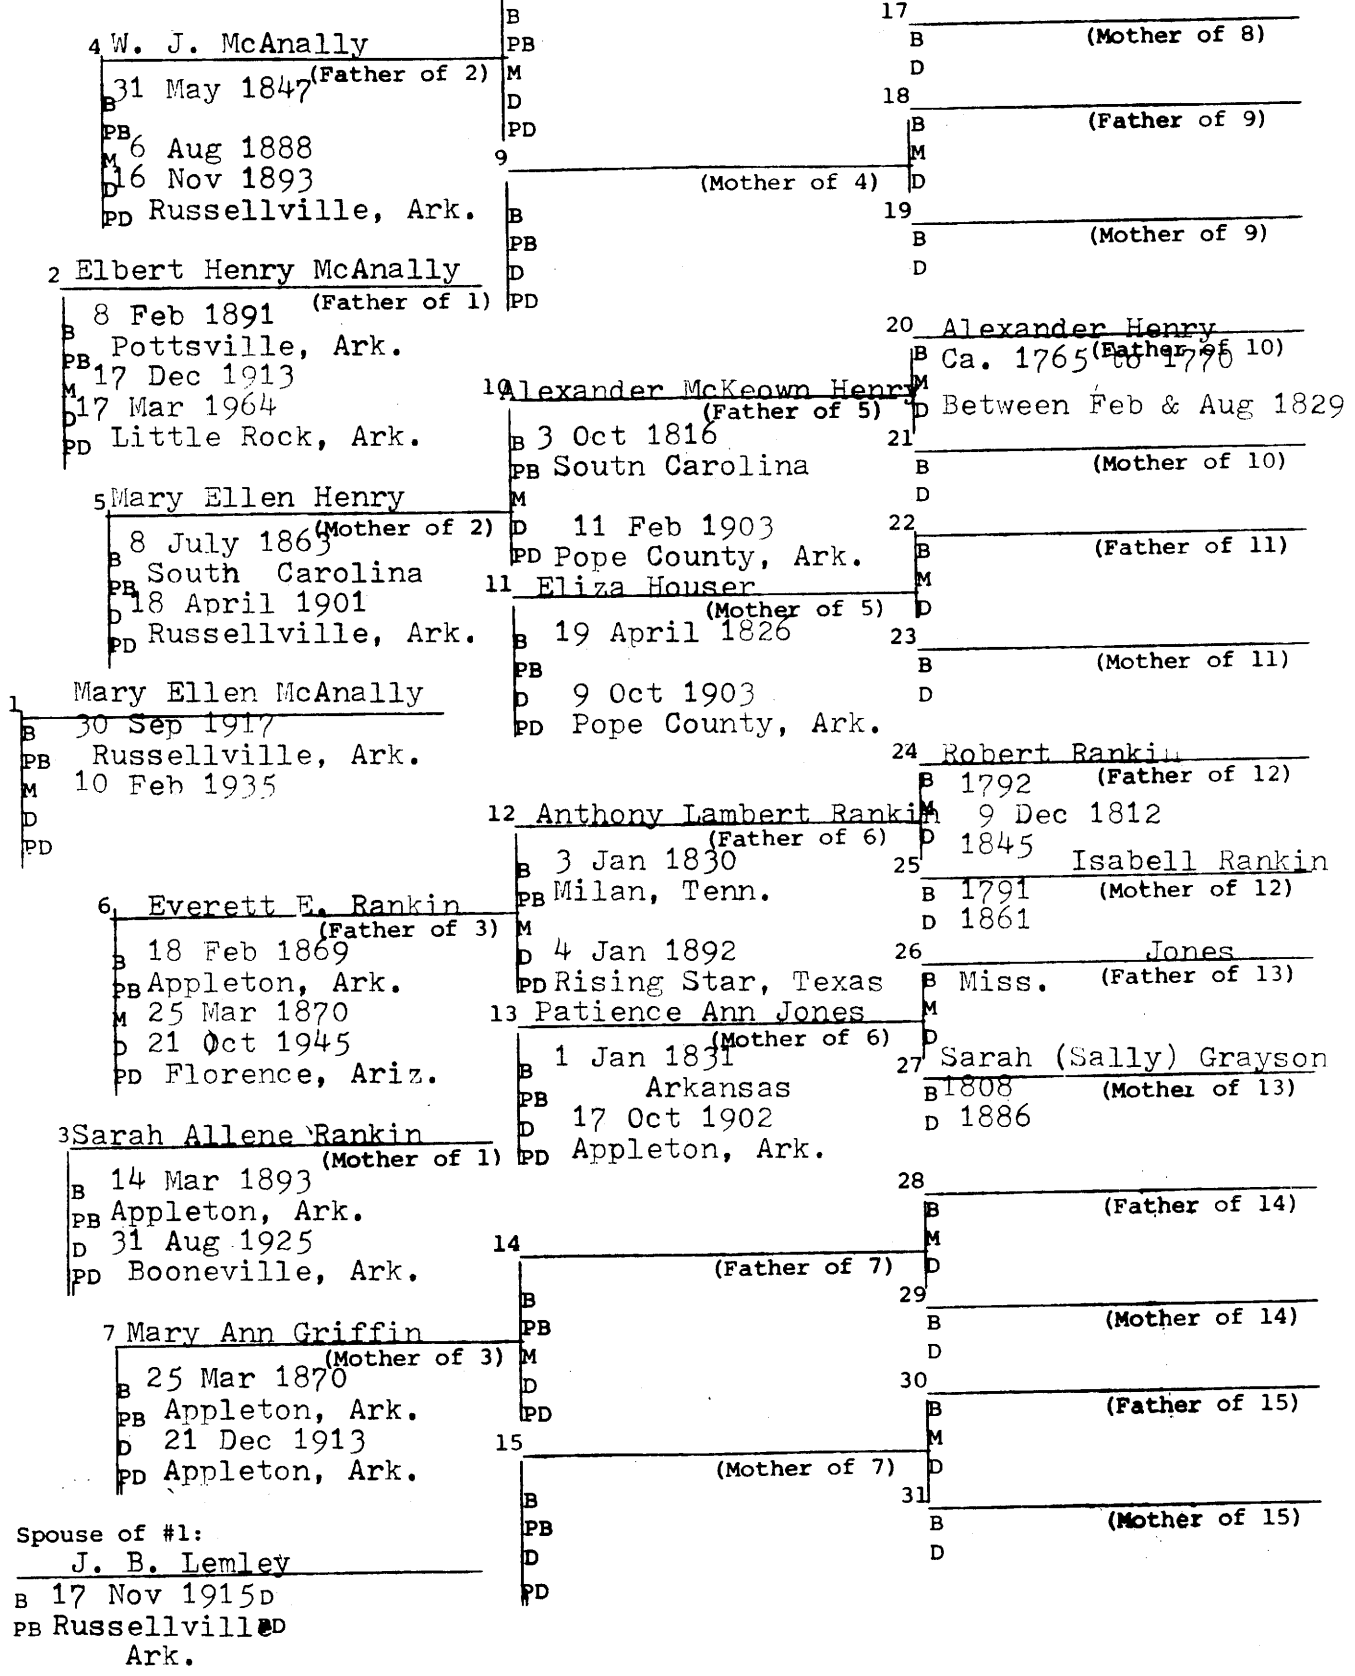 B
PB
M
D
PD
4 W. J. McAnally
(Father of 2)
B 31 May 1847
PB
M 6 Aug 1888
D 16 Nov 1893
PD Russellville, Ark.
9
(Mother of 4)
B
PB
D
PD
17
(Mother of 8)
B
D
18
(Father of 9)
B
M
D
19
(Mother of 9)
B
D
2 Elbert Henry McAnally
(Father of 1)
B 8 Feb 1891
PB Pottsville, Ark.
M 17 Dec 1913
D 17 Mar 1964
PD Little Rock, Ark.
10 Alexander McKeown Henry
(Father of 5)
B 3 Oct 1816
PB Soutn Carolina
M
D 11 Feb 1903
PD Pope County, Ark.
20 Alexander Henry
(Father of 10)
B Ca. 1765 to 1770
M
D Between Feb & Aug 1829
21
(Mother of 10)
B
D
5 Mary Ellen Henry
(Mother of 2)
B 8 July 1863
PB South Carolina
D 18 April 1901
PD Russellville, Ark.
11 Eliza Houser
(Mother of 5)
B 19 April 1826
PB
D 9 Oct 1903
PD Pope County, Ark.
22
(Father of 11)
B
M
D
23
(Mother of 11)
B
D
1 Mary Ellen McAnally
B 30 Sep 1917
PB Russellville, Ark.
M 10 Feb 1935
D
PD
12 Anthony Lambert Rankin
(Father of 6)
B 3 Jan 1830
PB Milan, Tenn.
M
D 4 Jan 1892
PD Rising Star, Texas
24 Robert Rankin
(Father of 12)
B 1792
M 9 Dec 1812
D 1845
25 Isabell Rankin
(Mother of 12)
B 1791
D 1861
6 Everett E. Rankin
(Father of 3)
B 18 Feb 1869
PB Appleton, Ark.
M 25 Mar 1870
D 21 Oct 1945
PD Florence, Ariz.
13 Patience Ann Jones
(Mother of 6)
B 1 Jan 1831
PB Arkansas
D 17 Oct 1902
PD Appleton, Ark.
26 Jones
(Father of 13)
B Miss.
M
D
27 Sarah (Sally) Grayson
(Mother of 13)
B 1808
D 1886
3 Sarah Allene Rankin
(Mother of 1)
B 14 Mar 1893
PB Appleton, Ark.
D 31 Aug 1925
PD Booneville, Ark.
14
(Father of 7)
B
PB
M
D
PD
28
(Father of 14)
B
M
D
29
(Mother of 14)
B
D
7 Mary Ann Griffin
(Mother of 3)
B 25 Mar 1870
PB Appleton, Ark.
D 21 Dec 1913
PD Appleton, Ark.
15
(Mother of 7)
B
PB
D
PD
30
(Father of 15)
B
M
D
31
(Mother of 15)
B
D
Spouse of #1:
J. B. Lemley
B 17 Nov 1915 D
PB Russellville PD
Ark.